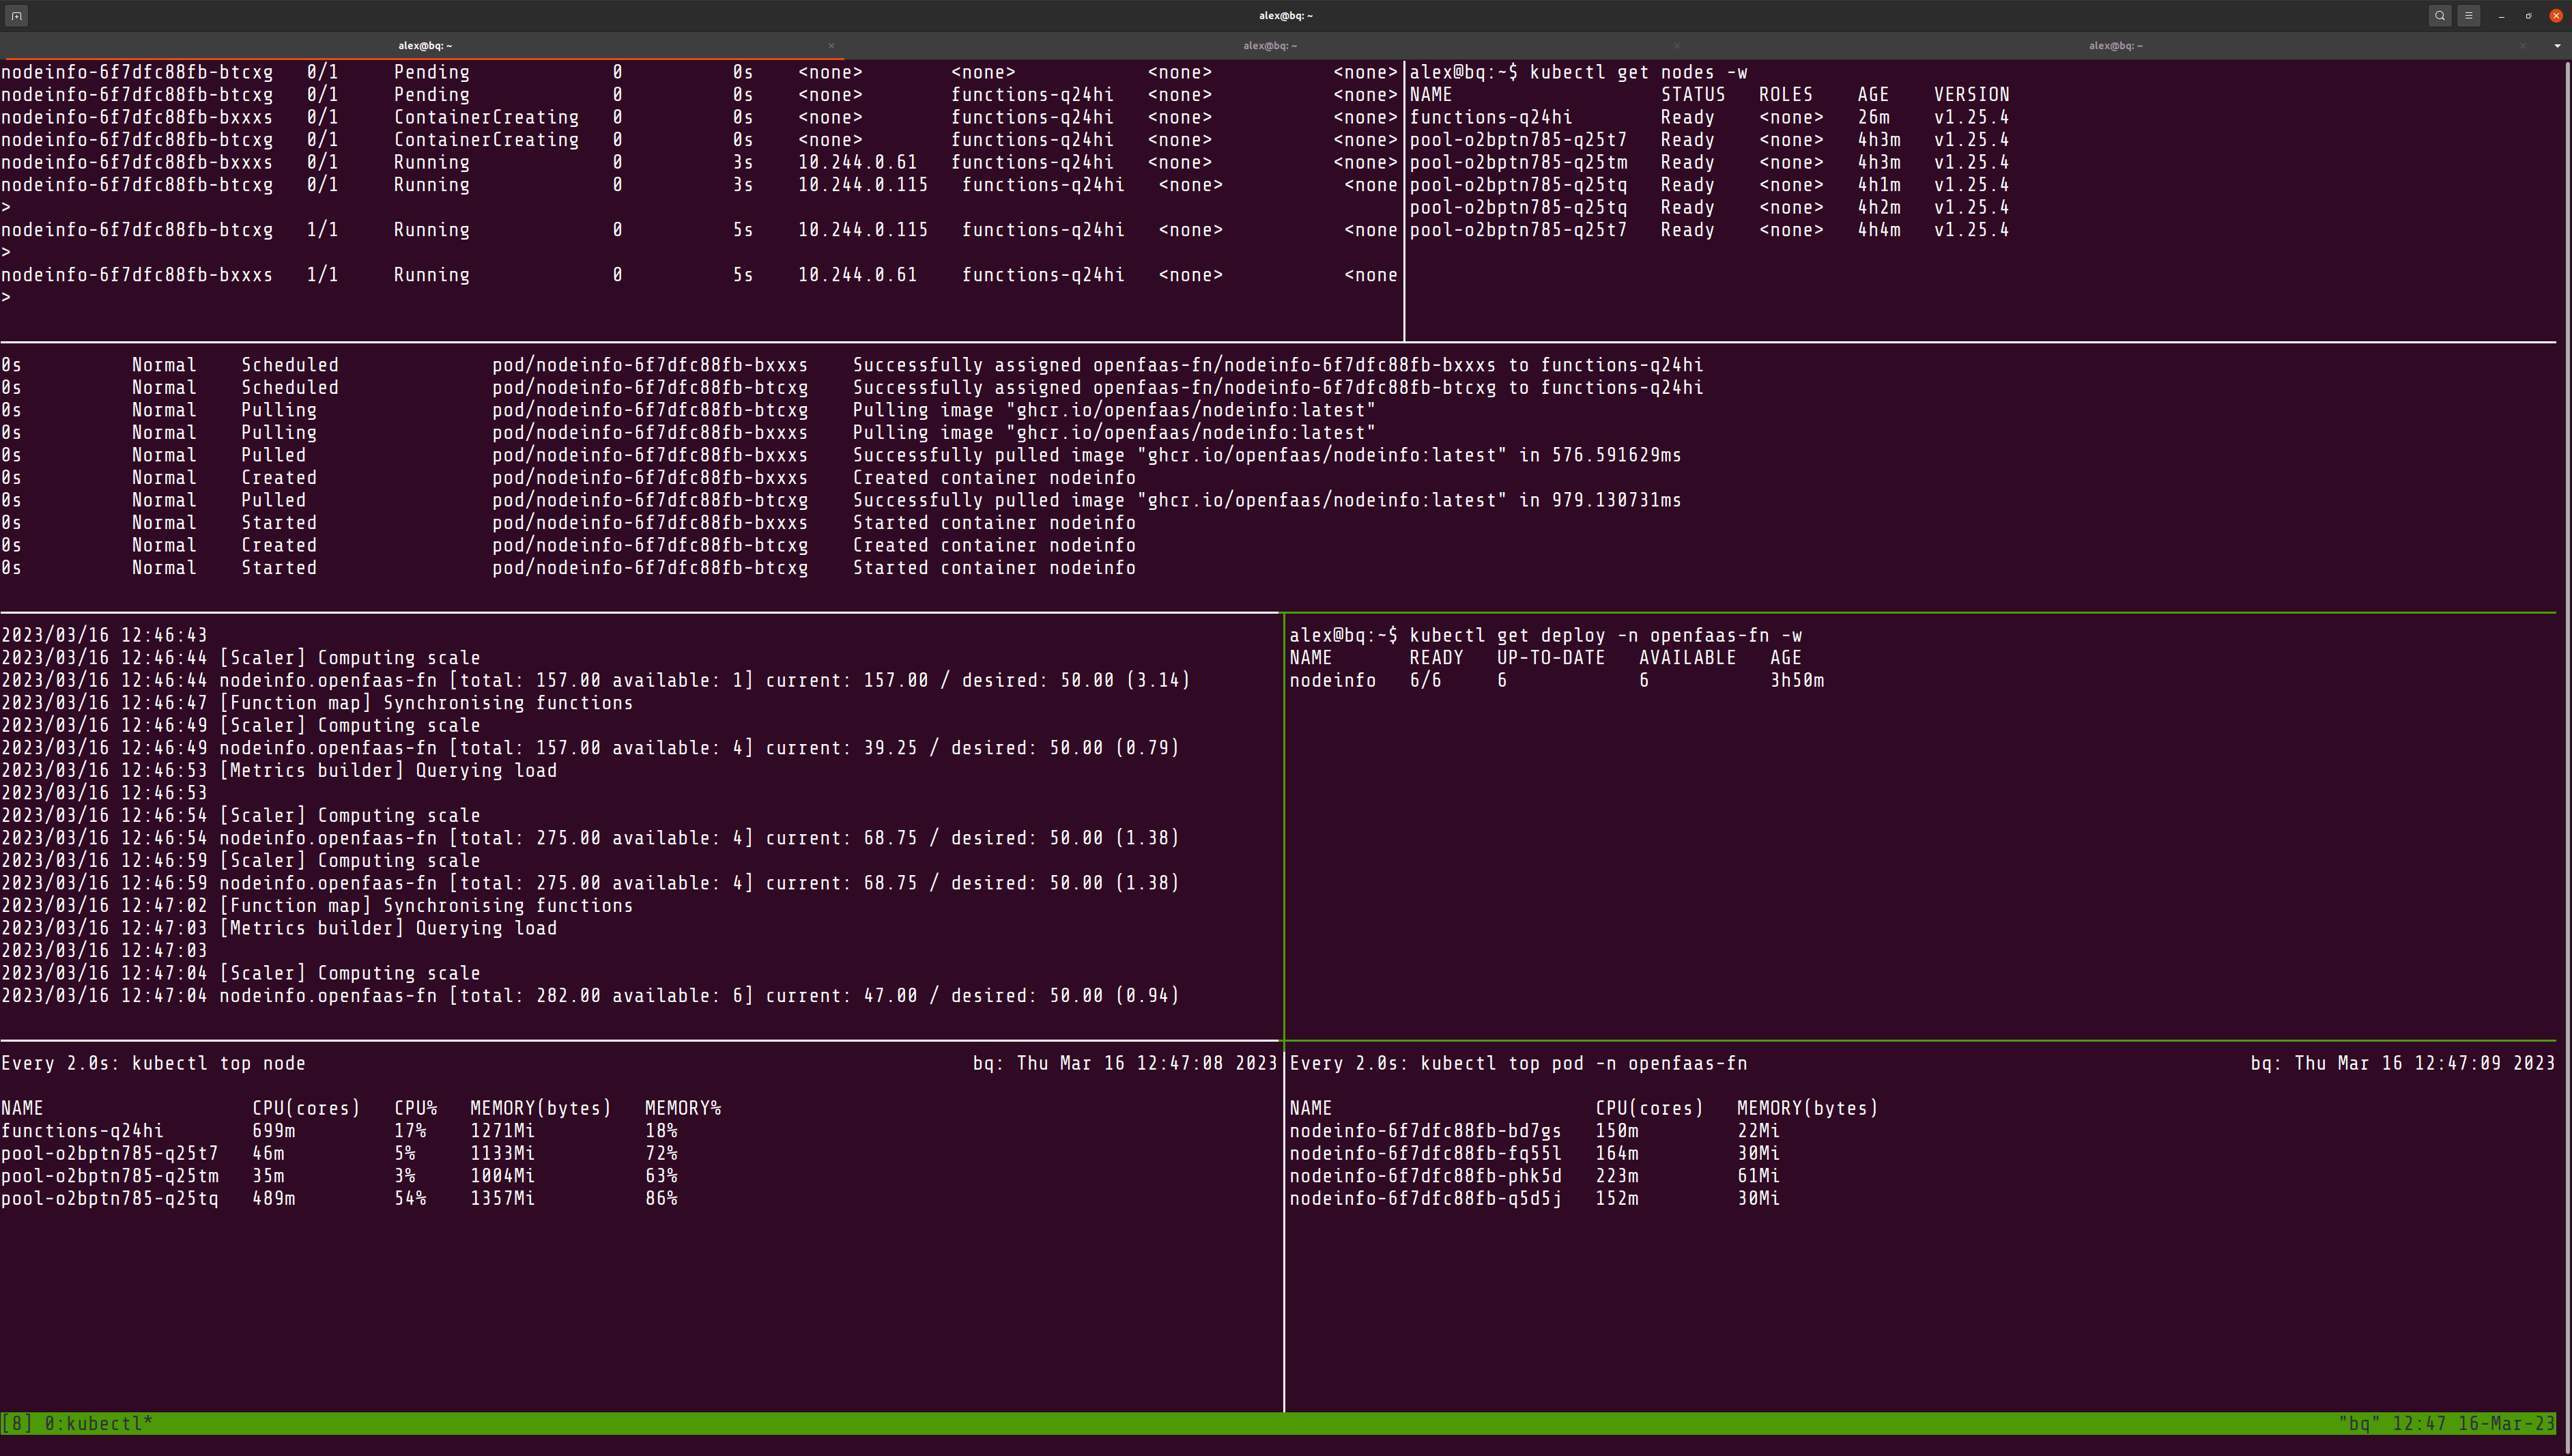 alex@bq: ~
alex@bq: ~
alex@bq: ~
alex@bq: ~
nodeinfo-6f7dfc88fb-btcxg   0/1     Pending             0          0s    <none>        <none>            <none>           <none>
nodeinfo-6f7dfc88fb-btcxg   0/1     Pending             0          0s    <none>        functions-q24hi   <none>           <none>
nodeinfo-6f7dfc88fb-bxxxs   0/1     ContainerCreating   0          0s    <none>        functions-q24hi   <none>           <none>
nodeinfo-6f7dfc88fb-btcxg   0/1     ContainerCreating   0          0s    <none>        functions-q24hi   <none>           <none>
nodeinfo-6f7dfc88fb-bxxxs   0/1     Running             0          3s    10.244.0.61   functions-q24hi   <none>           <none>
nodeinfo-6f7dfc88fb-btcxg   0/1     Running             0          3s    10.244.0.115   functions-q24hi   <none>           <none
>
nodeinfo-6f7dfc88fb-btcxg   1/1     Running             0          5s    10.244.0.115   functions-q24hi   <none>           <none
>
nodeinfo-6f7dfc88fb-bxxxs   1/1     Running             0          5s    10.244.0.61    functions-q24hi   <none>           <none
>
alex@bq:~$ kubectl get nodes -w
NAME                   STATUS   ROLES    AGE    VERSION
functions-q24hi        Ready    <none>   26m    v1.25.4
pool-o2bptn785-q25t7   Ready    <none>   4h3m   v1.25.4
pool-o2bptn785-q25tm   Ready    <none>   4h3m   v1.25.4
pool-o2bptn785-q25tq   Ready    <none>   4h1m   v1.25.4
pool-o2bptn785-q25tq   Ready    <none>   4h2m   v1.25.4
pool-o2bptn785-q25t7   Ready    <none>   4h4m   v1.25.4
0s          Normal    Scheduled              pod/nodeinfo-6f7dfc88fb-bxxxs    Successfully assigned openfaas-fn/nodeinfo-6f7dfc88fb-bxxxs to functions-q24hi
0s          Normal    Scheduled              pod/nodeinfo-6f7dfc88fb-btcxg    Successfully assigned openfaas-fn/nodeinfo-6f7dfc88fb-btcxg to functions-q24hi
0s          Normal    Pulling                pod/nodeinfo-6f7dfc88fb-btcxg    Pulling image "ghcr.io/openfaas/nodeinfo:latest"
0s          Normal    Pulling                pod/nodeinfo-6f7dfc88fb-bxxxs    Pulling image "ghcr.io/openfaas/nodeinfo:latest"
0s          Normal    Pulled                 pod/nodeinfo-6f7dfc88fb-bxxxs    Successfully pulled image "ghcr.io/openfaas/nodeinfo:latest" in 576.591629ms
0s          Normal    Created                pod/nodeinfo-6f7dfc88fb-bxxxs    Created container nodeinfo
0s          Normal    Pulled                 pod/nodeinfo-6f7dfc88fb-btcxg    Successfully pulled image "ghcr.io/openfaas/nodeinfo:latest" in 979.130731ms
0s          Normal    Started                pod/nodeinfo-6f7dfc88fb-bxxxs    Started container nodeinfo
0s          Normal    Created                pod/nodeinfo-6f7dfc88fb-btcxg    Created container nodeinfo
0s          Normal    Started                pod/nodeinfo-6f7dfc88fb-btcxg    Started container nodeinfo
2023/03/16 12:46:43
2023/03/16 12:46:44 [Scaler] Computing scale
2023/03/16 12:46:44 nodeinfo.openfaas-fn [total: 157.00 available: 1] current: 157.00 / desired: 50.00 (3.14)
2023/03/16 12:46:47 [Function map] Synchronising functions
2023/03/16 12:46:49 [Scaler] Computing scale
2023/03/16 12:46:49 nodeinfo.openfaas-fn [total: 157.00 available: 4] current: 39.25 / desired: 50.00 (0.79)
2023/03/16 12:46:53 [Metrics builder] Querying load
2023/03/16 12:46:53
2023/03/16 12:46:54 [Scaler] Computing scale
2023/03/16 12:46:54 nodeinfo.openfaas-fn [total: 275.00 available: 4] current: 68.75 / desired: 50.00 (1.38)
2023/03/16 12:46:59 [Scaler] Computing scale
2023/03/16 12:46:59 nodeinfo.openfaas-fn [total: 275.00 available: 4] current: 68.75 / desired: 50.00 (1.38)
2023/03/16 12:47:02 [Function map] Synchronising functions
2023/03/16 12:47:03 [Metrics builder] Querying load
2023/03/16 12:47:03
2023/03/16 12:47:04 [Scaler] Computing scale
2023/03/16 12:47:04 nodeinfo.openfaas-fn [total: 282.00 available: 6] current: 47.00 / desired: 50.00 (0.94)
alex@bq:~$ kubectl get deploy -n openfaas-fn -w
NAME       READY   UP-TO-DATE   AVAILABLE   AGE
nodeinfo   6/6     6            6           3h50m
Every 2.0s: kubectl top node                    bq: Thu Mar 16 12:47:08 2023
NAME                   CPU(cores)   CPU%   MEMORY(bytes)   MEMORY%
functions-q24hi        699m         17%    1271Mi          18%
pool-o2bptn785-q25t7   46m          5%     1133Mi          72%
pool-o2bptn785-q25tm   35m          3%     1004Mi          63%
pool-o2bptn785-q25tq   489m         54%    1357Mi          86%
Every 2.0s: kubectl top pod -n openfaas-fn                    bq: Thu Mar 16 12:47:09 2023
NAME                        CPU(cores)   MEMORY(bytes)
nodeinfo-6f7dfc88fb-bd7gs   150m         22Mi
nodeinfo-6f7dfc88fb-fq55l   164m         30Mi
nodeinfo-6f7dfc88fb-phk5d   223m         61Mi
nodeinfo-6f7dfc88fb-q5d5j   152m         30Mi
[8] 0:kubectl*                    "bq" 12:47 16-Mar-23